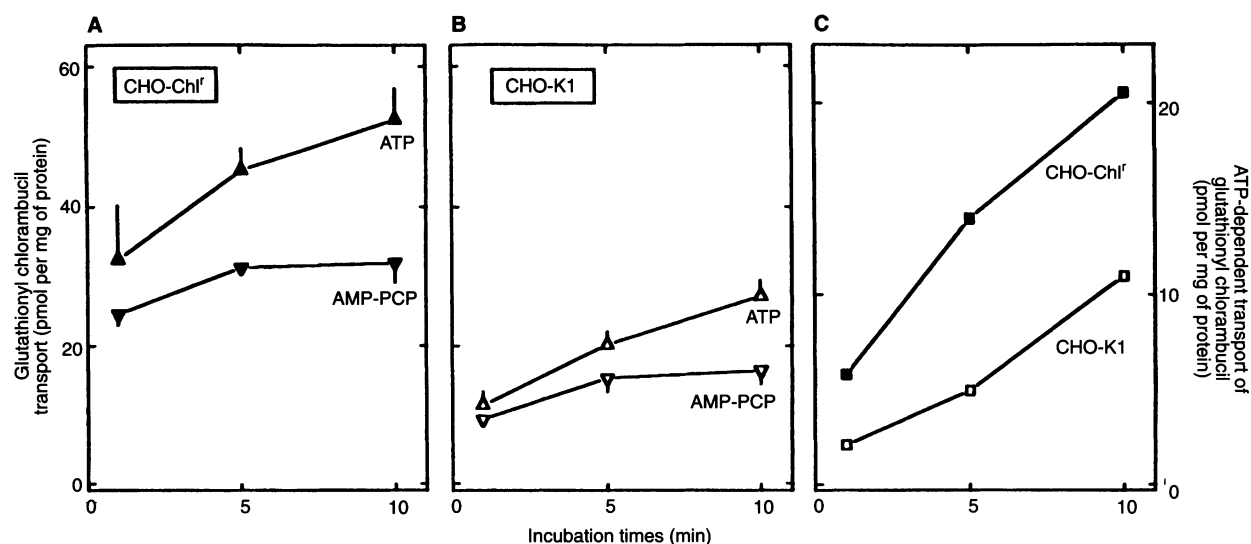 A
B
C
Glutathionyl chlorambucil
transport (pmol per mg of protein)
60
40
20
0
CHO-Chlʳ
ATP
AMP-PCP
0
5
10
CHO-K1
ATP
AMP-PCP
0
5
10
CHO-Chlʳ
CHO-K1
0
5
10
20
10
0
ATP-dependent transport of
glutathionyl chlorambucil
(pmol per mg of protein)
Incubation times (min)